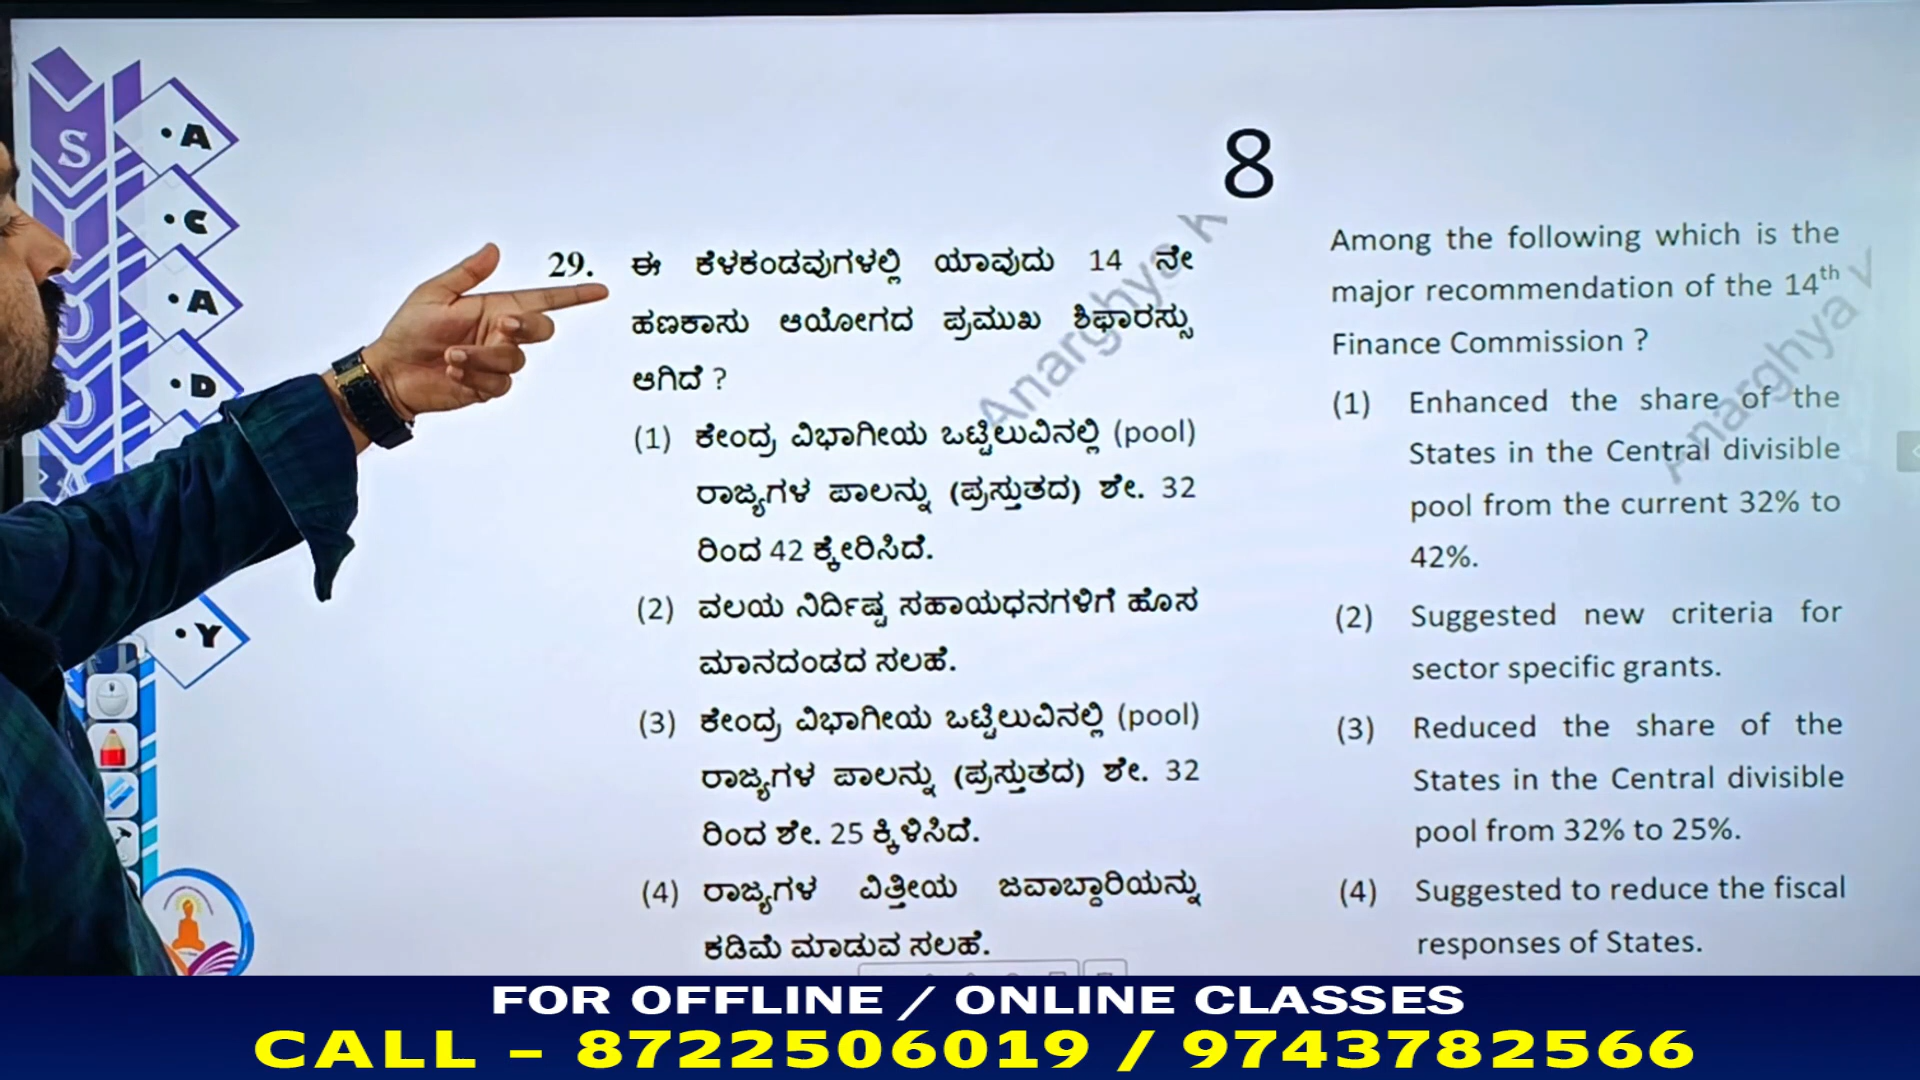 S
• A
• C
• A
• D
• Y
8
29. ಈ ಕೆಳಕಂಡವುಗಳಲ್ಲಿ ಯಾವುದು 14 ನೇ
ಹಣಕಾಸು ಆಯೋಗದ ಪ್ರಮುಖ ಶಿಫಾರಸ್ಸು
ಆಗಿದೆ ?
(1) ಕೇಂದ್ರ ವಿಭಾಗೀಯ ಒಟ್ಟಿಲುವಿನಲ್ಲಿ (pool)
ರಾಜ್ಯಗಳ ಪಾಲನ್ನು (ಪ್ರಸ್ತುತದ) ಶೇ. 32
ರಿಂದ 42 ಕ್ಕೇರಿಸಿದೆ.
(2) ವಲಯ ನಿರ್ದಿಷ್ಟ ಸಹಾಯಧನಗಳಿಗೆ ಹೊಸ
ಮಾನದಂಡದ ಸಲಹೆ.
(3) ಕೇಂದ್ರ ವಿಭಾಗೀಯ ಒಟ್ಟಿಲುವಿನಲ್ಲಿ (pool)
ರಾಜ್ಯಗಳ ಪಾಲನ್ನು (ಪ್ರಸ್ತುತದ) ಶೇ. 32
ರಿಂದ ಶೇ. 25 ಕ್ಕಿಳಿಸಿದೆ.
(4) ರಾಜ್ಯಗಳ ವಿತ್ತೀಯ ಜವಾಬ್ದಾರಿಯನ್ನು
ಕಡಿಮೆ ಮಾಡುವ ಸಲಹೆ.
Anarghya K
Among the following which is the
major recommendation of the 14th
Finance Commission ?
(1) Enhanced the share of the
States in the Central divisible
pool from the current 32% to
42%.
(2) Suggested new criteria for
sector specific grants.
(3) Reduced the share of the
States in the Central divisible
pool from 32% to 25%.
(4) Suggested to reduce the fiscal
responses of States.
Anarghya
FOR OFFLINE / ONLINE CLASSES
CALL – 8722506019 / 9743782566